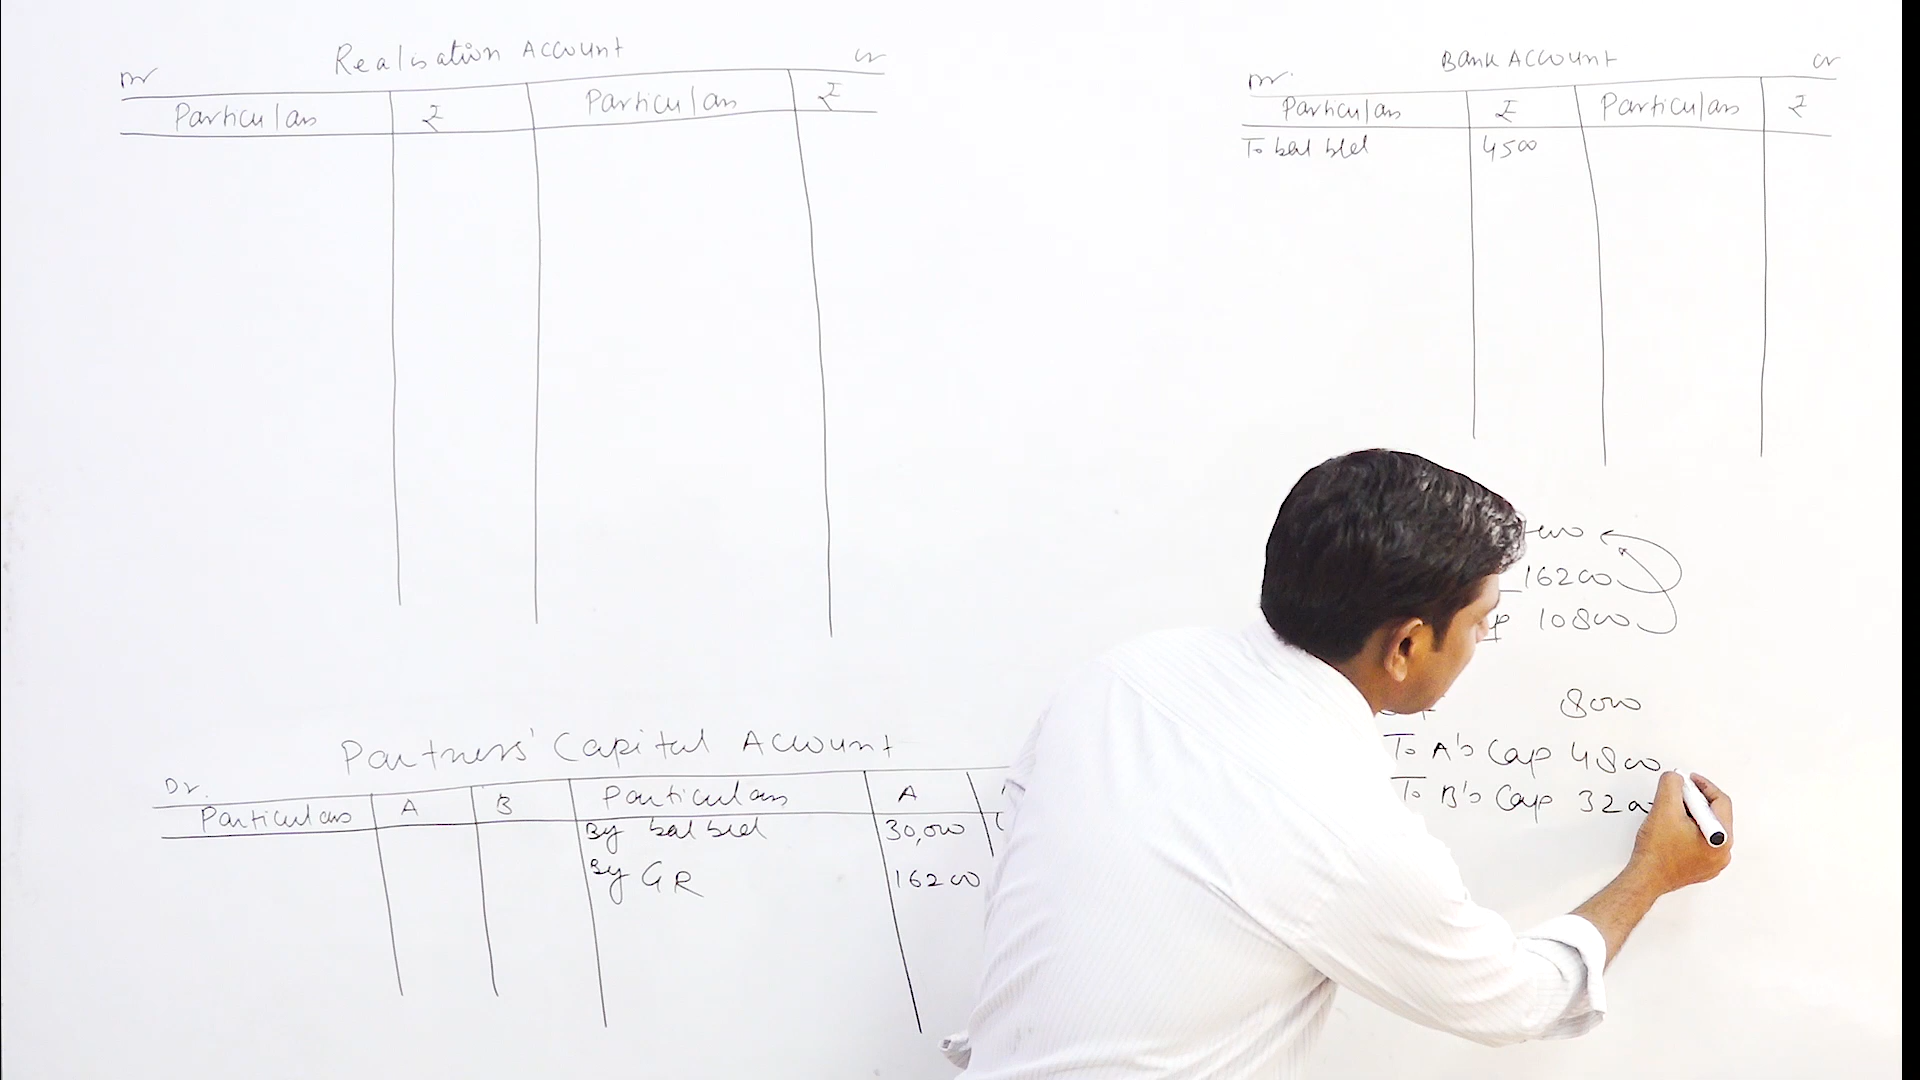 Realisation Account
Dr Cr
Particulars ₹ Particulars ₹
Bank Account
Dr. Cr
Particulars ₹ Particulars ₹
To bal b/d 4500
16200
10800
8000
To A's Cap 4800
To B's Cap 320
Partners' Capital Account
Dr.
Particulars A B Particulars A
By bal b/d 30,000
By GR 16200